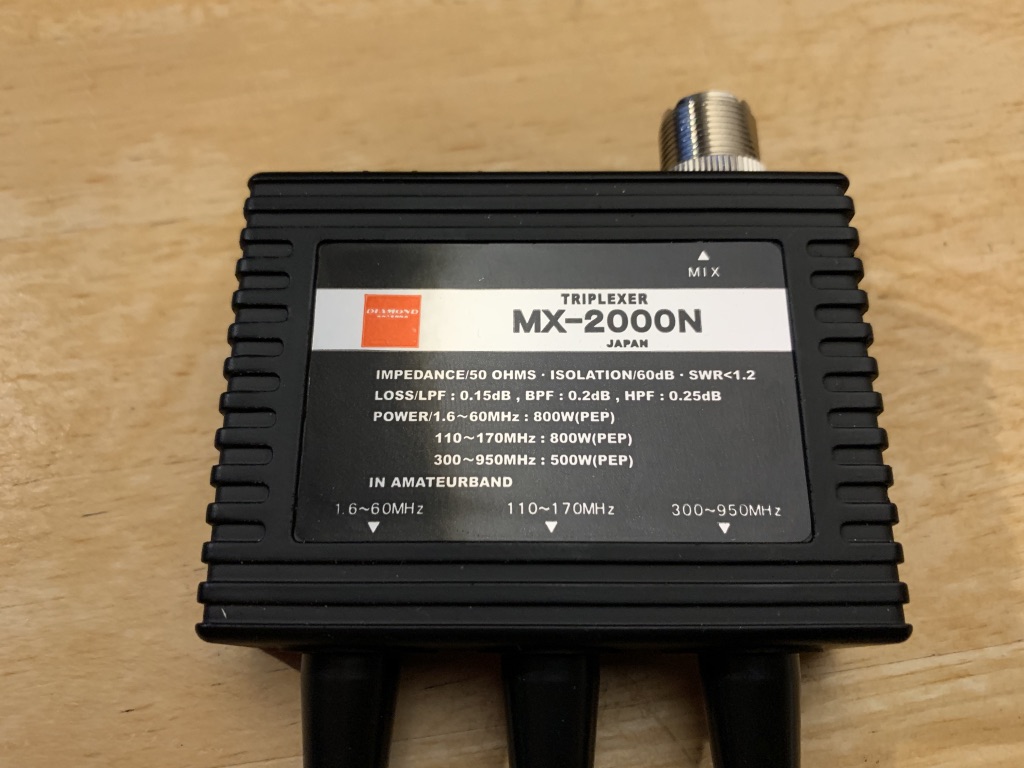 ▲
MIX
DIAMOND
ANTENNA
TRIPLEXER
MX-2000N
JAPAN
IMPEDANCE/50 OHMS · ISOLATION/60dB · SWR<1.2
LOSS/LPF : 0.15dB , BPF : 0.2dB , HPF : 0.25dB
POWER/1.6~60MHz : 800W(PEP)
110~170MHz : 800W(PEP)
300~950MHz : 500W(PEP)
IN AMATEURBAND
1.6~60MHz 110~170MHz 300~950MHz
▼ ▼ ▼